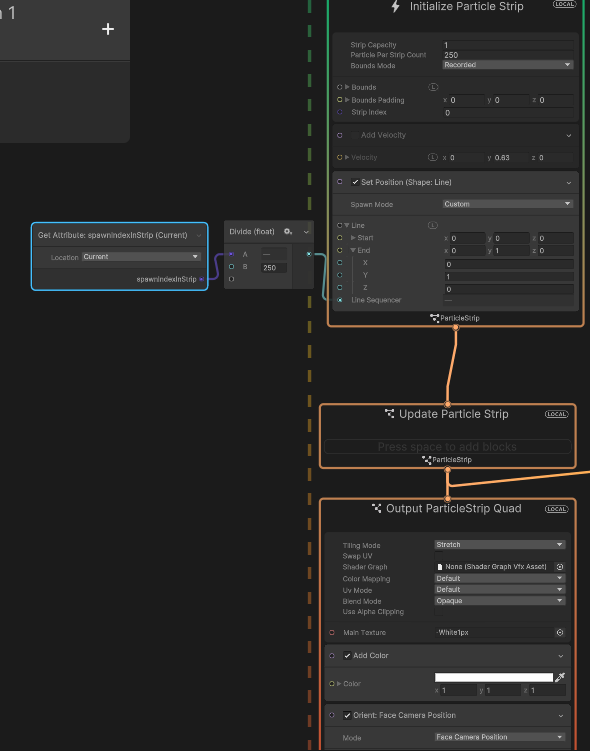 n 1
+
Initialize Particle Strip
LOCAL
Strip Capacity 1
Particle Per Strip Count 250
Bounds Mode Recorded
Bounds L
Bounds Padding x 0 y 0 z 0
Strip Index 0
Add Velocity
Velocity L x 0 y 0.63 z 0
Set Position (Shape: Line)
Spawn Mode Custom
Line L
Start x 0 y 0 z 0
End x 0 y 1 z 0
X 0
Y 1
Z 0
Line Sequencer —
ParticleStrip
Get Attribute: spawnIndexInStrip (Current)
Location Current
spawnIndexInStrip
Divide (float)
A —
B 250
Update Particle Strip
LOCAL
Press space to add blocks
ParticleStrip
Output ParticleStrip Quad
LOCAL
Tiling Mode Stretch
Swap UV
Shader Graph None (Shader Graph Vfx Asset)
Color Mapping Default
Uv Mode Default
Blend Mode Opaque
Use Alpha Clipping
Main Texture White1px
Add Color
Color
x 1 y 1 z 1
Orient: Face Camera Position
Mode Face Camera Position